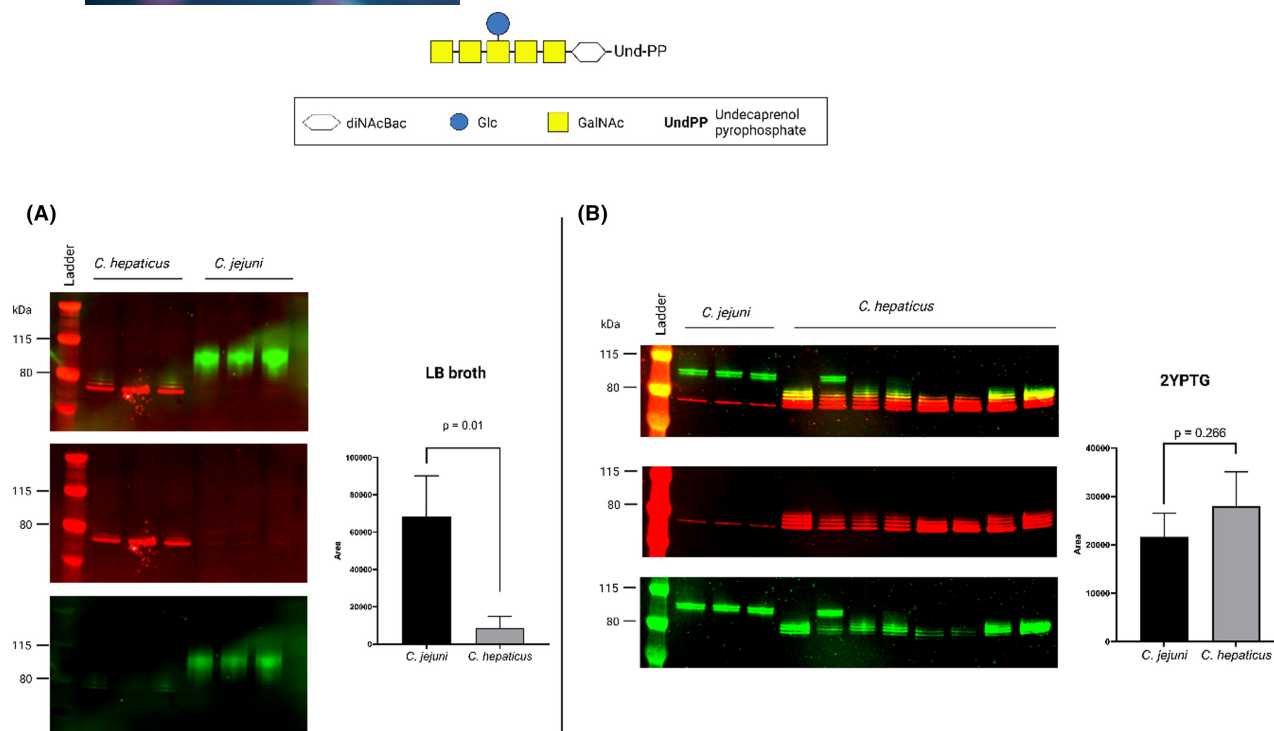 Und-PP
diNAcBac
Glc
GalNAc
UndPP
Undecaprenol
pyrophosphate
(A)
Ladder
C. hepaticus
C. jejuni
kDa
115
80
115
80
115
80
LB broth
p = 0.01
100000
80000
60000
40000
20000
0
Area
C. jejuni
C. hepaticus
(B)
Ladder
C. jejuni
C. hepaticus
kDa
115
80
115
80
115
80
2YPTG
p = 0.266
40000
30000
20000
10000
0
Area
C. jejuni
C. hepaticus